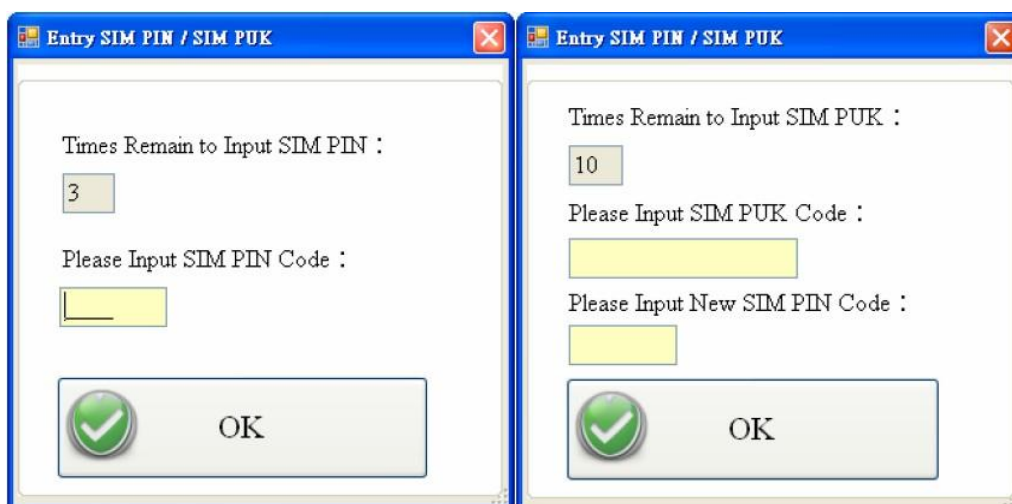 Entry SIM PIN / SIM PUK
Times Remain to Input SIM PIN：
3
Please Input SIM PIN Code：
____
OK
Entry SIM PIN / SIM PUK
Times Remain to Input SIM PUK：
10
Please Input SIM PUK Code：
Please Input New SIM PIN Code：
OK